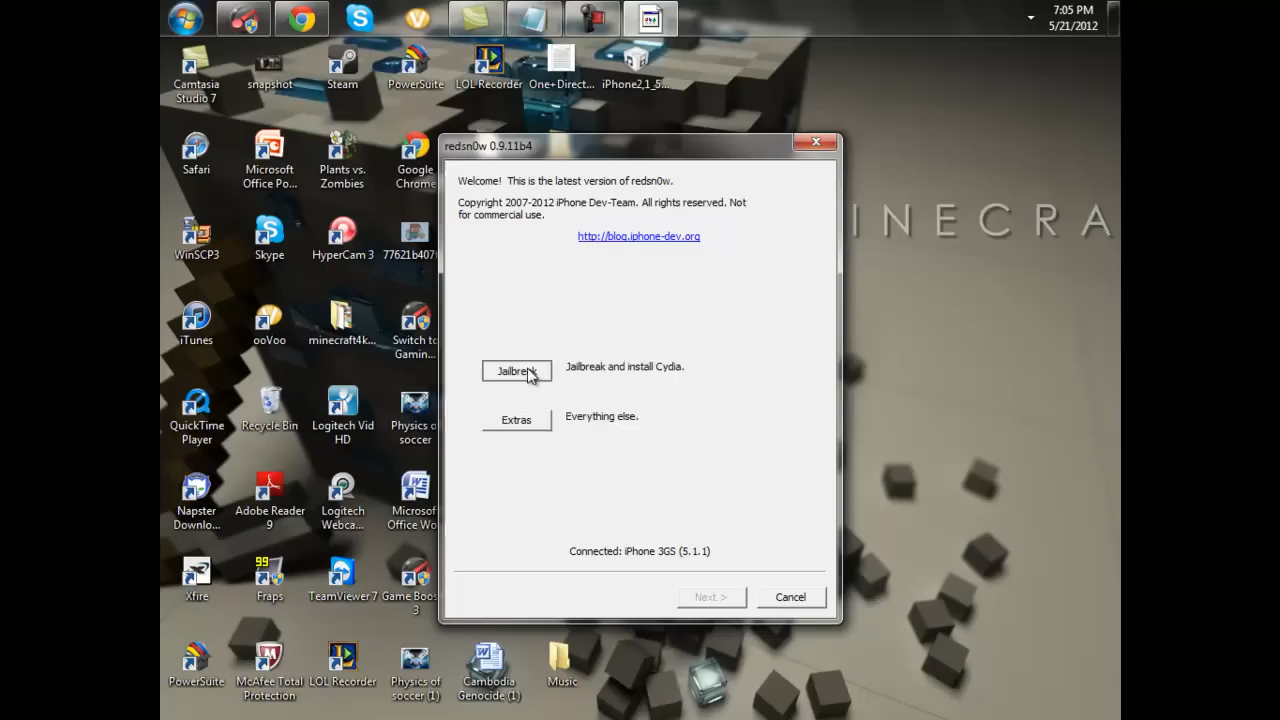 7:05 PM
5/21/2012
Camtasia
Studio 7
snapshot
Steam
PowerSuite
LOL Recorder
One+Direct...
iPhone2,1_5...
Safari
Microsoft
Office Po...
Plants vs.
Zombies
Google
Chrome
WinSCP3
Skype
HyperCam 3
77621b407f
iTunes
ooVoo
minecraft4k...
Switch to
Gaming...
QuickTime
Player
Recycle Bin
Logitech Vid
HD
Physics of
soccer
Napster
Downlo...
Adobe Reader
9
Logitech
Webca...
Microsoft
Office Wo
Xfire
99
Fraps
TeamViewer 7
Game Boos
3
PowerSuite
McAfee Total
Protection
LOL Recorder
Physics of
soccer (1)
Cambodia
Genocide (1)
Music
redsn0w 0.9.11b4
Welcome! This is the latest version of redsn0w.
Copyright 2007-2012 iPhone Dev-Team. All rights reserved. Not
for commercial use.
http://blog.iphone-dev.org
Jailbreak
Jailbreak and install Cydia.
Extras
Everything else.
Connected: iPhone 3GS (5.1.1)
Next >
Cancel
INECRA